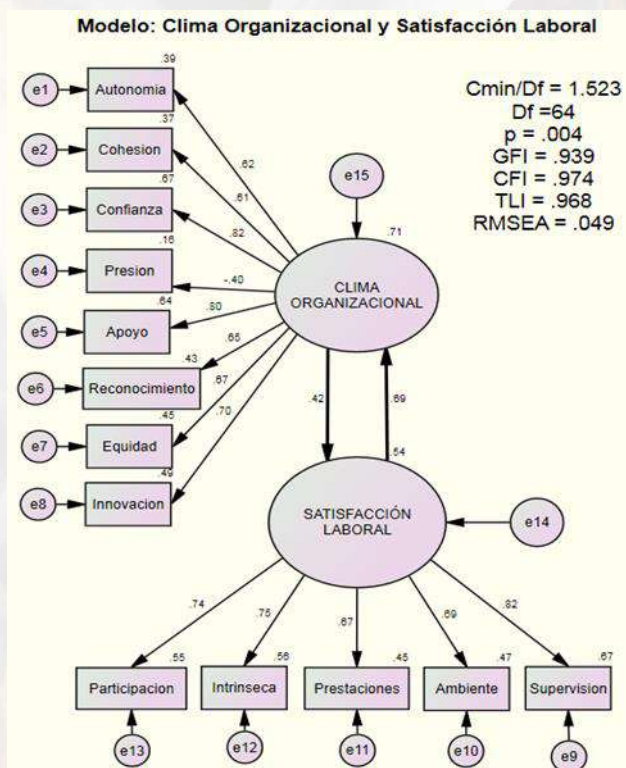 Modelo: Clima Organizacional y Satisfacción Laboral
Cmin/Df = 1.523
Df =64
p = .004
GFI = .939
CFI = .974
TLI = .968
RMSEA = .049
.39
e1
Autonomia
.62
.37
e2
Cohesion
.61
.67
e3
Confianza
.82
.16
e4
Presion
-.40
.64
e5
Apoyo
.80
.43
e6
Reconocimiento
.65
.45
e7
Equidad
.67
.49
e8
Innovacion
.70
e15
.71
CLIMA
ORGANIZACIONAL
.42
.69
.54
SATISFACCIÓN
LABORAL
e14
.74
.75
.67
.69
.82
.55
.56
.45
.47
.67
Participacion
Intrinseca
Prestaciones
Ambiente
Supervision
e13
e12
e11
e10
e9